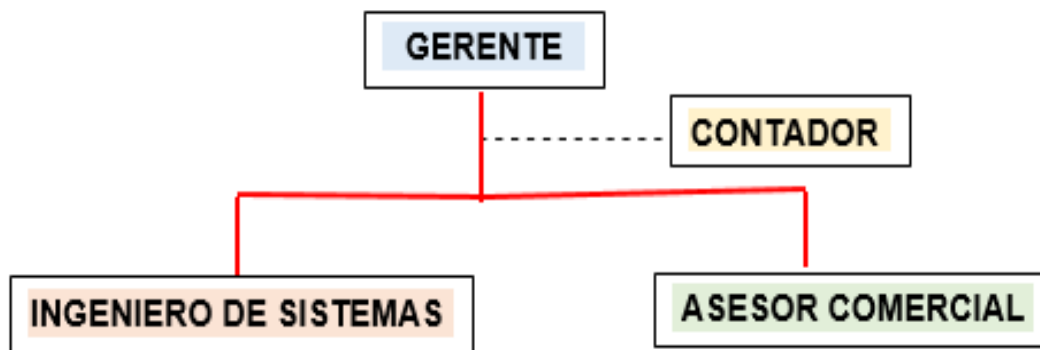 GERENTE
CONTADOR
INGENIERO DE SISTEMAS
ASESOR COMERCIAL